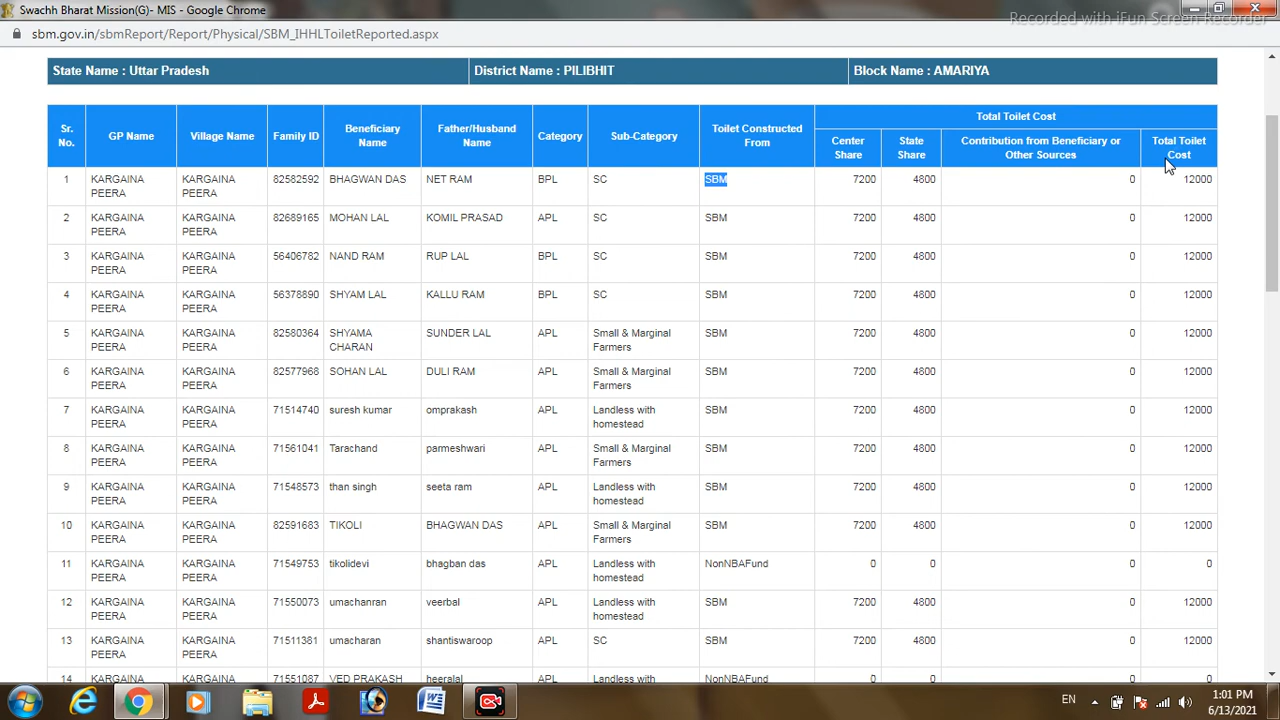 Swachh Bharat Mission(G)- MIS - Google Chrome
Recorded with iFun Screen Recorder
sbm.gov.in/sbmReport/Report/Physical/SBM_IHHLToiletReported.aspx
State Name : Uttar Pradesh District Name : PILIBHIT Block Name : AMARIYA
Total Toilet Cost
Sr. No. GP Name Village Name Family ID Beneficiary Name Father/Husband Name Category Sub-Category Toilet Constructed From Center Share State Share Contribution from Beneficiary or Other Sources Total Toilet Cost
1 KARGAINA PEERA KARGAINA PEERA 82582592 BHAGWAN DAS NET RAM BPL SC SBM 7200 4800 0 12000
2 KARGAINA PEERA KARGAINA PEERA 82689165 MOHAN LAL KOMIL PRASAD APL SC SBM 7200 4800 0 12000
3 KARGAINA PEERA KARGAINA PEERA 56406782 NAND RAM RUP LAL BPL SC SBM 7200 4800 0 12000
4 KARGAINA PEERA KARGAINA PEERA 56378890 SHYAM LAL KALLU RAM BPL SC SBM 7200 4800 0 12000
5 KARGAINA PEERA KARGAINA PEERA 82580364 SHYAMA CHARAN SUNDER LAL APL Small & Marginal Farmers SBM 7200 4800 0 12000
6 KARGAINA PEERA KARGAINA PEERA 82577968 SOHAN LAL DULI RAM APL Small & Marginal Farmers SBM 7200 4800 0 12000
7 KARGAINA PEERA KARGAINA PEERA 71514740 suresh kumar omprakash APL Landless with homestead SBM 7200 4800 0 12000
8 KARGAINA PEERA KARGAINA PEERA 71561041 Tarachand parmeshwari APL Small & Marginal Farmers SBM 7200 4800 0 12000
9 KARGAINA PEERA KARGAINA PEERA 71548573 than singh seeta ram APL Landless with homestead SBM 7200 4800 0 12000
10 KARGAINA PEERA KARGAINA PEERA 82591683 TIKOLI BHAGWAN DAS APL Small & Marginal Farmers SBM 7200 4800 0 12000
11 KARGAINA PEERA KARGAINA PEERA 71549753 tikolidevi bhagban das APL Landless with homestead NonNBAFund 0 0 0 0
12 KARGAINA PEERA KARGAINA PEERA 71550073 umachanran veerbal APL Landless with homestead SBM 7200 4800 0 12000
13 KARGAINA PEERA KARGAINA PEERA 71511381 umacharan shantiswaroop APL SC SBM 7200 4800 0 12000
14 KARGAINA KARGAINA 71551087 VED PRAKASH heeralal APL Landless with NonNBAFund 0 0 0 0
EN 1:01 PM
6/13/2021